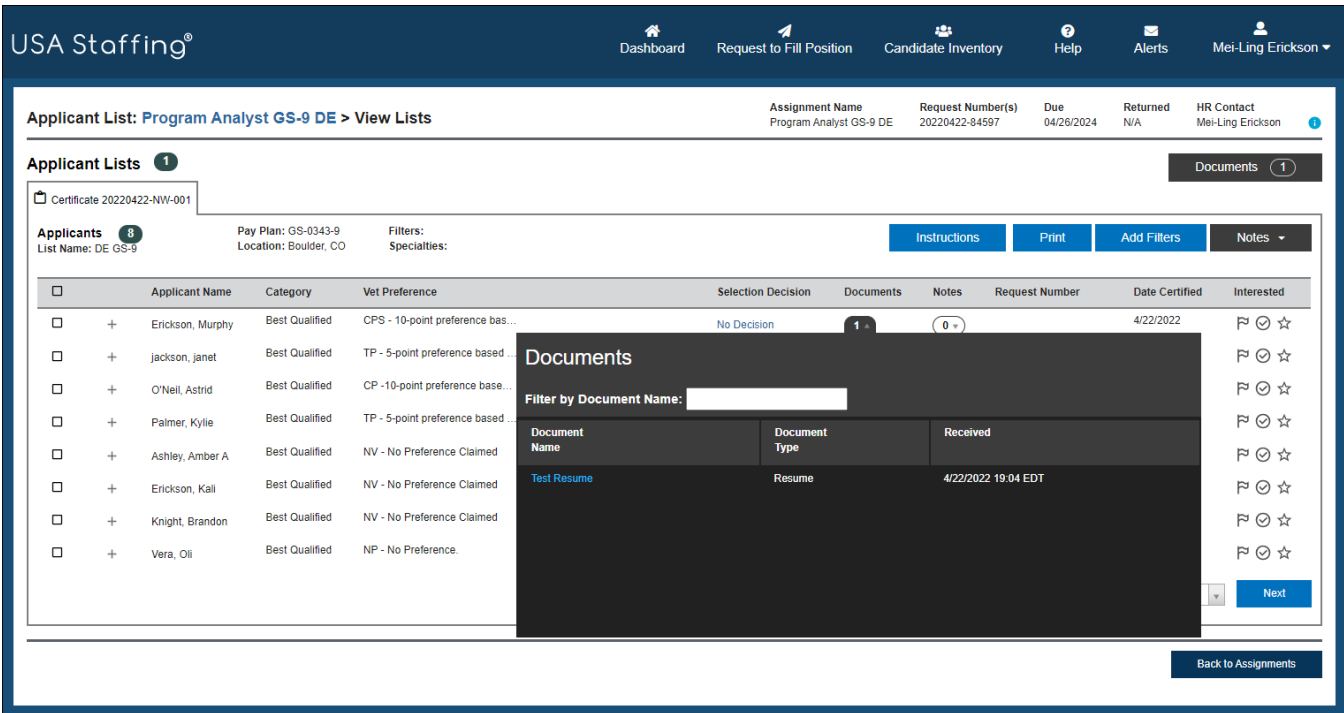 USA Staffing®
Dashboard Request to Fill Position Candidate Inventory Help Alerts Mei-Ling Erickson
Applicant List: Program Analyst GS-9 DE > View Lists
Assignment Name Request Number(s) Due Returned HR Contact
Program Analyst GS-9 DE 20220422-84597 04/26/2024 N/A Mei-Ling Erickson
Applicant Lists 1
Documents 1
Certificate 20220422-NW-001
Applicants 8 Pay Plan: GS-0343-9 Filters:
List Name: DE GS-9 Location: Boulder, CO Specialties:
Instructions Print Add Filters Notes
Applicant Name Category Vet Preference Selection Decision Documents Notes Request Number Date Certified Interested
Erickson, Murphy Best Qualified CPS - 10-point preference bas... No Decision 1 0 4/22/2022
jackson, janet Best Qualified TP - 5-point preference based ...
O'Neil, Astrid Best Qualified CP -10-point preference base...
Palmer, Kylie Best Qualified TP - 5-point preference based ...
Ashley, Amber A Best Qualified NV - No Preference Claimed
Erickson, Kali Best Qualified NV - No Preference Claimed
Knight, Brandon Best Qualified NV - No Preference Claimed
Vera, Oli Best Qualified NP - No Preference.
Documents
Filter by Document Name:
Document Name Document Type Received
Test Resume Resume 4/22/2022 19:04 EDT
Next
Back to Assignments